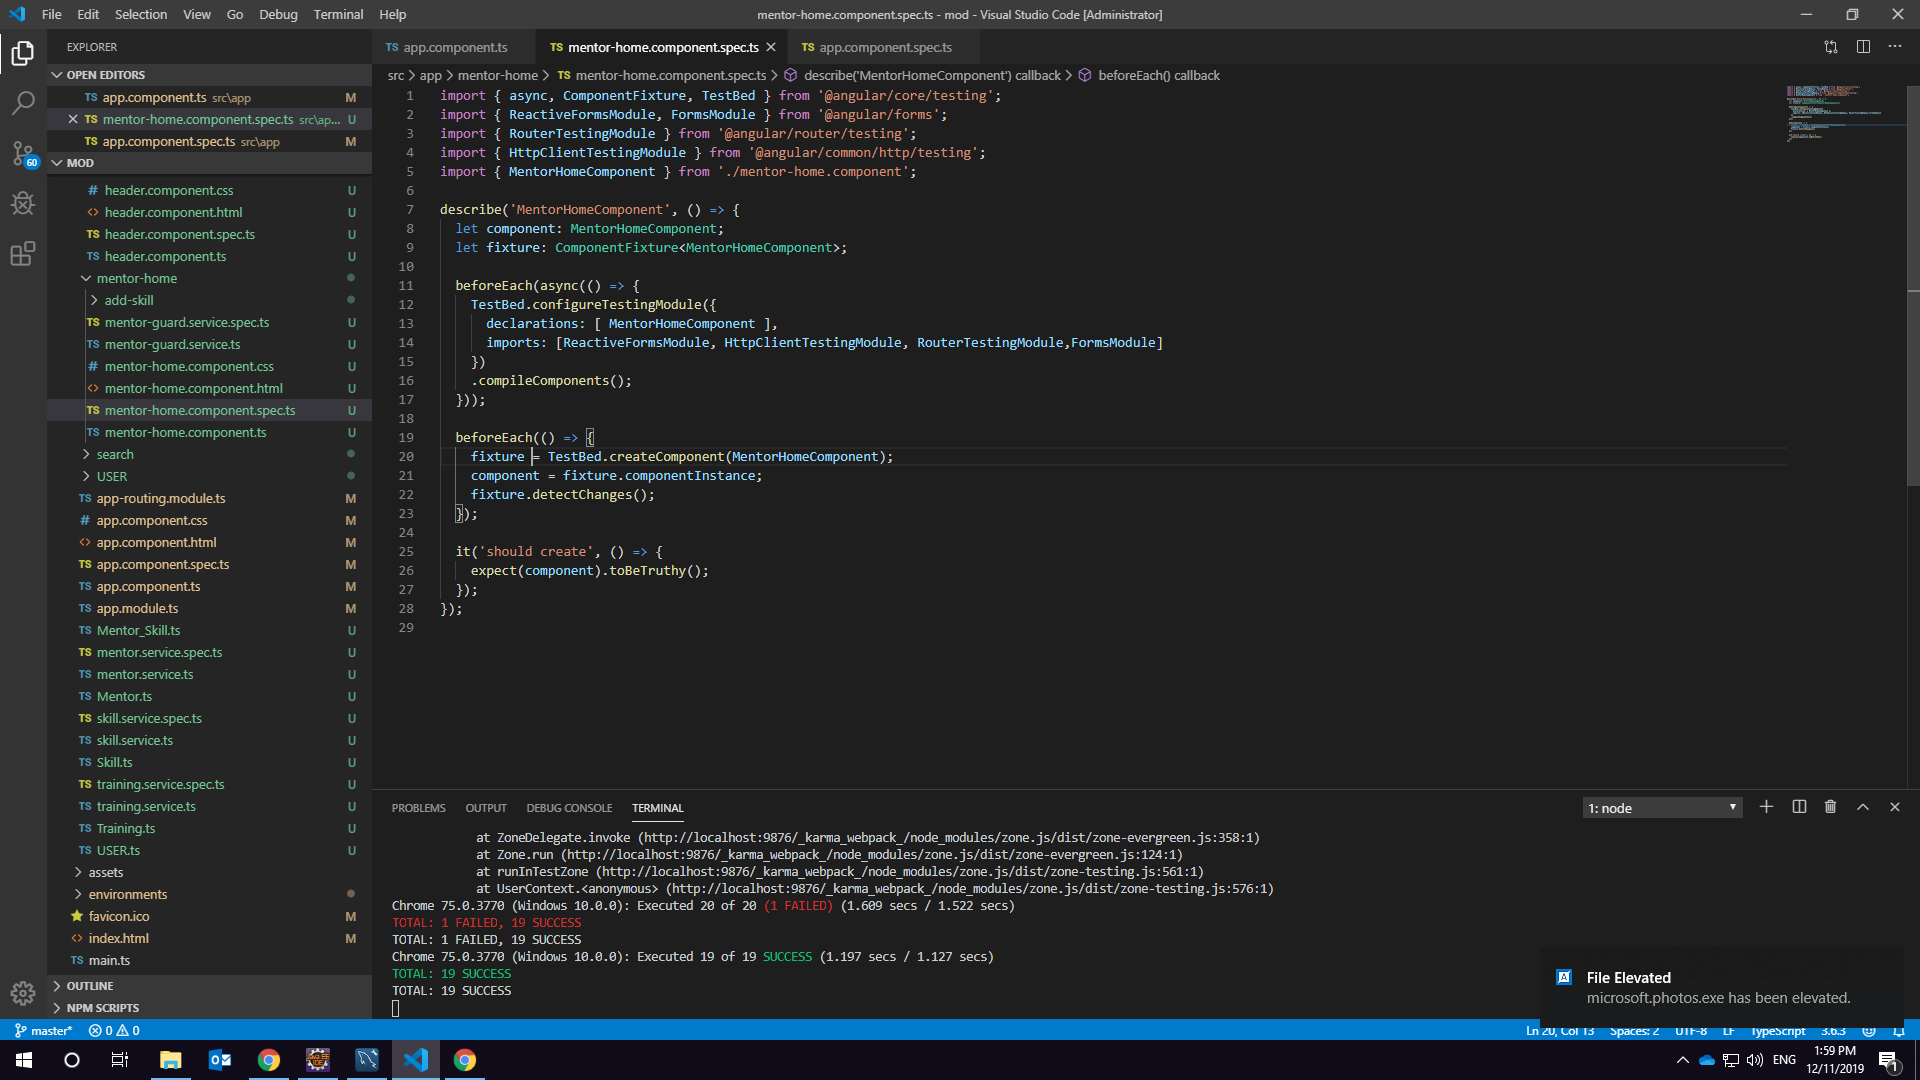 File Edit Selection View Go Debug Terminal Help
mentor-home.component.spec.ts - mod - Visual Studio Code [Administrator]
EXPLORER
OPEN EDITORS
TS app.component.ts src\app M
TS mentor-home.component.spec.ts src\ap... U
TS app.component.spec.ts src\app M
MOD
# header.component.css U
<> header.component.html U
TS header.component.spec.ts U
TS header.component.ts U
mentor-home
add-skill
TS mentor-guard.service.spec.ts U
TS mentor-guard.service.ts U
# mentor-home.component.css U
<> mentor-home.component.html U
TS mentor-home.component.spec.ts U
TS mentor-home.component.ts U
search
USER
TS app-routing.module.ts M
# app.component.css M
<> app.component.html M
TS app.component.spec.ts M
TS app.component.ts M
TS app.module.ts M
TS Mentor_Skill.ts U
TS mentor.service.spec.ts U
TS mentor.service.ts U
TS Mentor.ts U
TS skill.service.spec.ts U
TS skill.service.ts U
TS Skill.ts U
TS training.service.spec.ts U
TS training.service.ts U
TS Training.ts U
TS USER.ts U
assets
environments
favicon.ico M
<> index.html M
TS main.ts
OUTLINE
NPM SCRIPTS
60
TS app.component.ts
TS mentor-home.component.spec.ts
TS app.component.spec.ts
src > app > mentor-home > TS mentor-home.component.spec.ts > describe('MentorHomeComponent') callback > beforeEach() callback
1 import { async, ComponentFixture, TestBed } from '@angular/core/testing';
2 import { ReactiveFormsModule, FormsModule } from '@angular/forms';
3 import { RouterTestingModule } from '@angular/router/testing';
4 import { HttpClientTestingModule } from '@angular/common/http/testing';
5 import { MentorHomeComponent } from './mentor-home.component';
6
7 describe('MentorHomeComponent', () => {
8 let component: MentorHomeComponent;
9 let fixture: ComponentFixture<MentorHomeComponent>;
10
11 beforeEach(async(() => {
12 TestBed.configureTestingModule({
13 declarations: [ MentorHomeComponent ],
14 imports: [ReactiveFormsModule, HttpClientTestingModule, RouterTestingModule,FormsModule]
15 })
16 .compileComponents();
17 }));
18
19 beforeEach(() => {
20 fixture = TestBed.createComponent(MentorHomeComponent);
21 component = fixture.componentInstance;
22 fixture.detectChanges();
23 });
24
25 it('should create', () => {
26 expect(component).toBeTruthy();
27 });
28 });
29
PROBLEMS OUTPUT DEBUG CONSOLE TERMINAL
1: node
at ZoneDelegate.invoke (http://localhost:9876/_karma_webpack_/node_modules/zone.js/dist/zone-evergreen.js:358:1)
at Zone.run (http://localhost:9876/_karma_webpack_/node_modules/zone.js/dist/zone-evergreen.js:124:1)
at runInTestZone (http://localhost:9876/_karma_webpack_/node_modules/zone.js/dist/zone-testing.js:561:1)
at UserContext.<anonymous> (http://localhost:9876/_karma_webpack_/node_modules/zone.js/dist/zone-testing.js:576:1)
Chrome 75.0.3770 (Windows 10.0.0): Executed 20 of 20 (1 FAILED) (1.609 secs / 1.522 secs)
TOTAL: 1 FAILED, 19 SUCCESS
TOTAL: 1 FAILED, 19 SUCCESS
Chrome 75.0.3770 (Windows 10.0.0): Executed 19 of 19 SUCCESS (1.197 secs / 1.127 secs)
TOTAL: 19 SUCCESS
TOTAL: 19 SUCCESS
File Elevated
microsoft.photos.exe has been elevated.
master* 0 0
Ln 20, Col 13 Spaces: 2 UTF-8 LF TypeScript 3.6.3
ENG
1:59 PM
12/11/2019
1